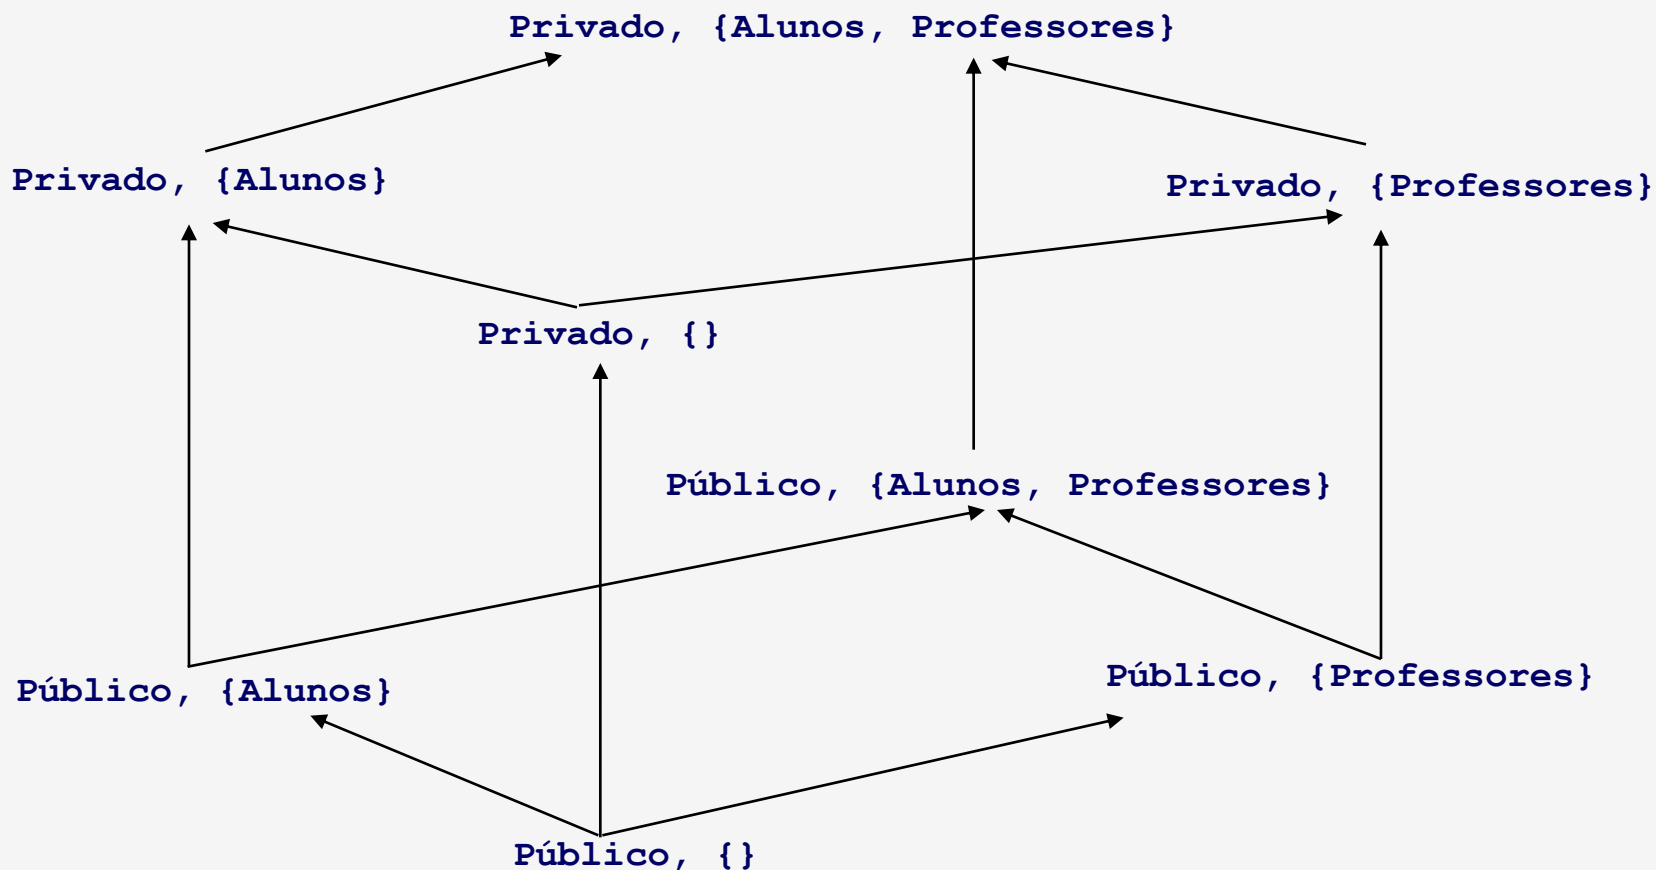 Privado, {Alunos, Professores}
Privado, {Alunos}
Privado, {Professores}
Privado, {}
Público, {Alunos, Professores}
Público, {Alunos}
Público, {Professores}
Público, {}